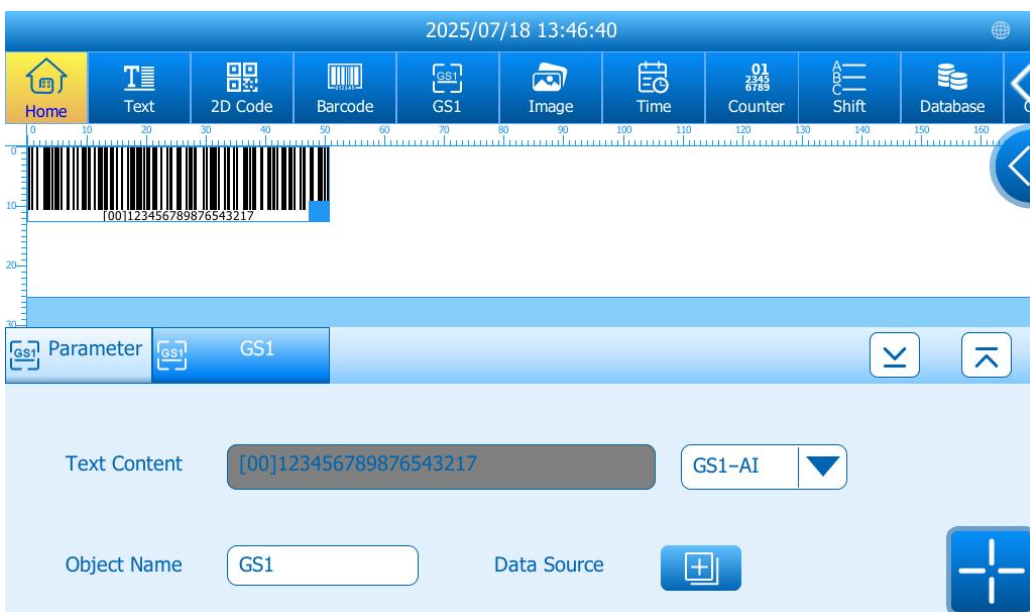 2025/07/18 13:46:40
Home Text 2D Code Barcode GS1 GS1 Image Time 01 2345 6789 Counter A B C Shift Database
0 10 20 30 40 50 60 70 80 90 100 110 120 130 140 150 160
0
10
[00]123456789876543217
20
30
GS1 Parameter GS1 GS1
Text Content [00]123456789876543217 GS1-AI
Object Name GS1 Data Source